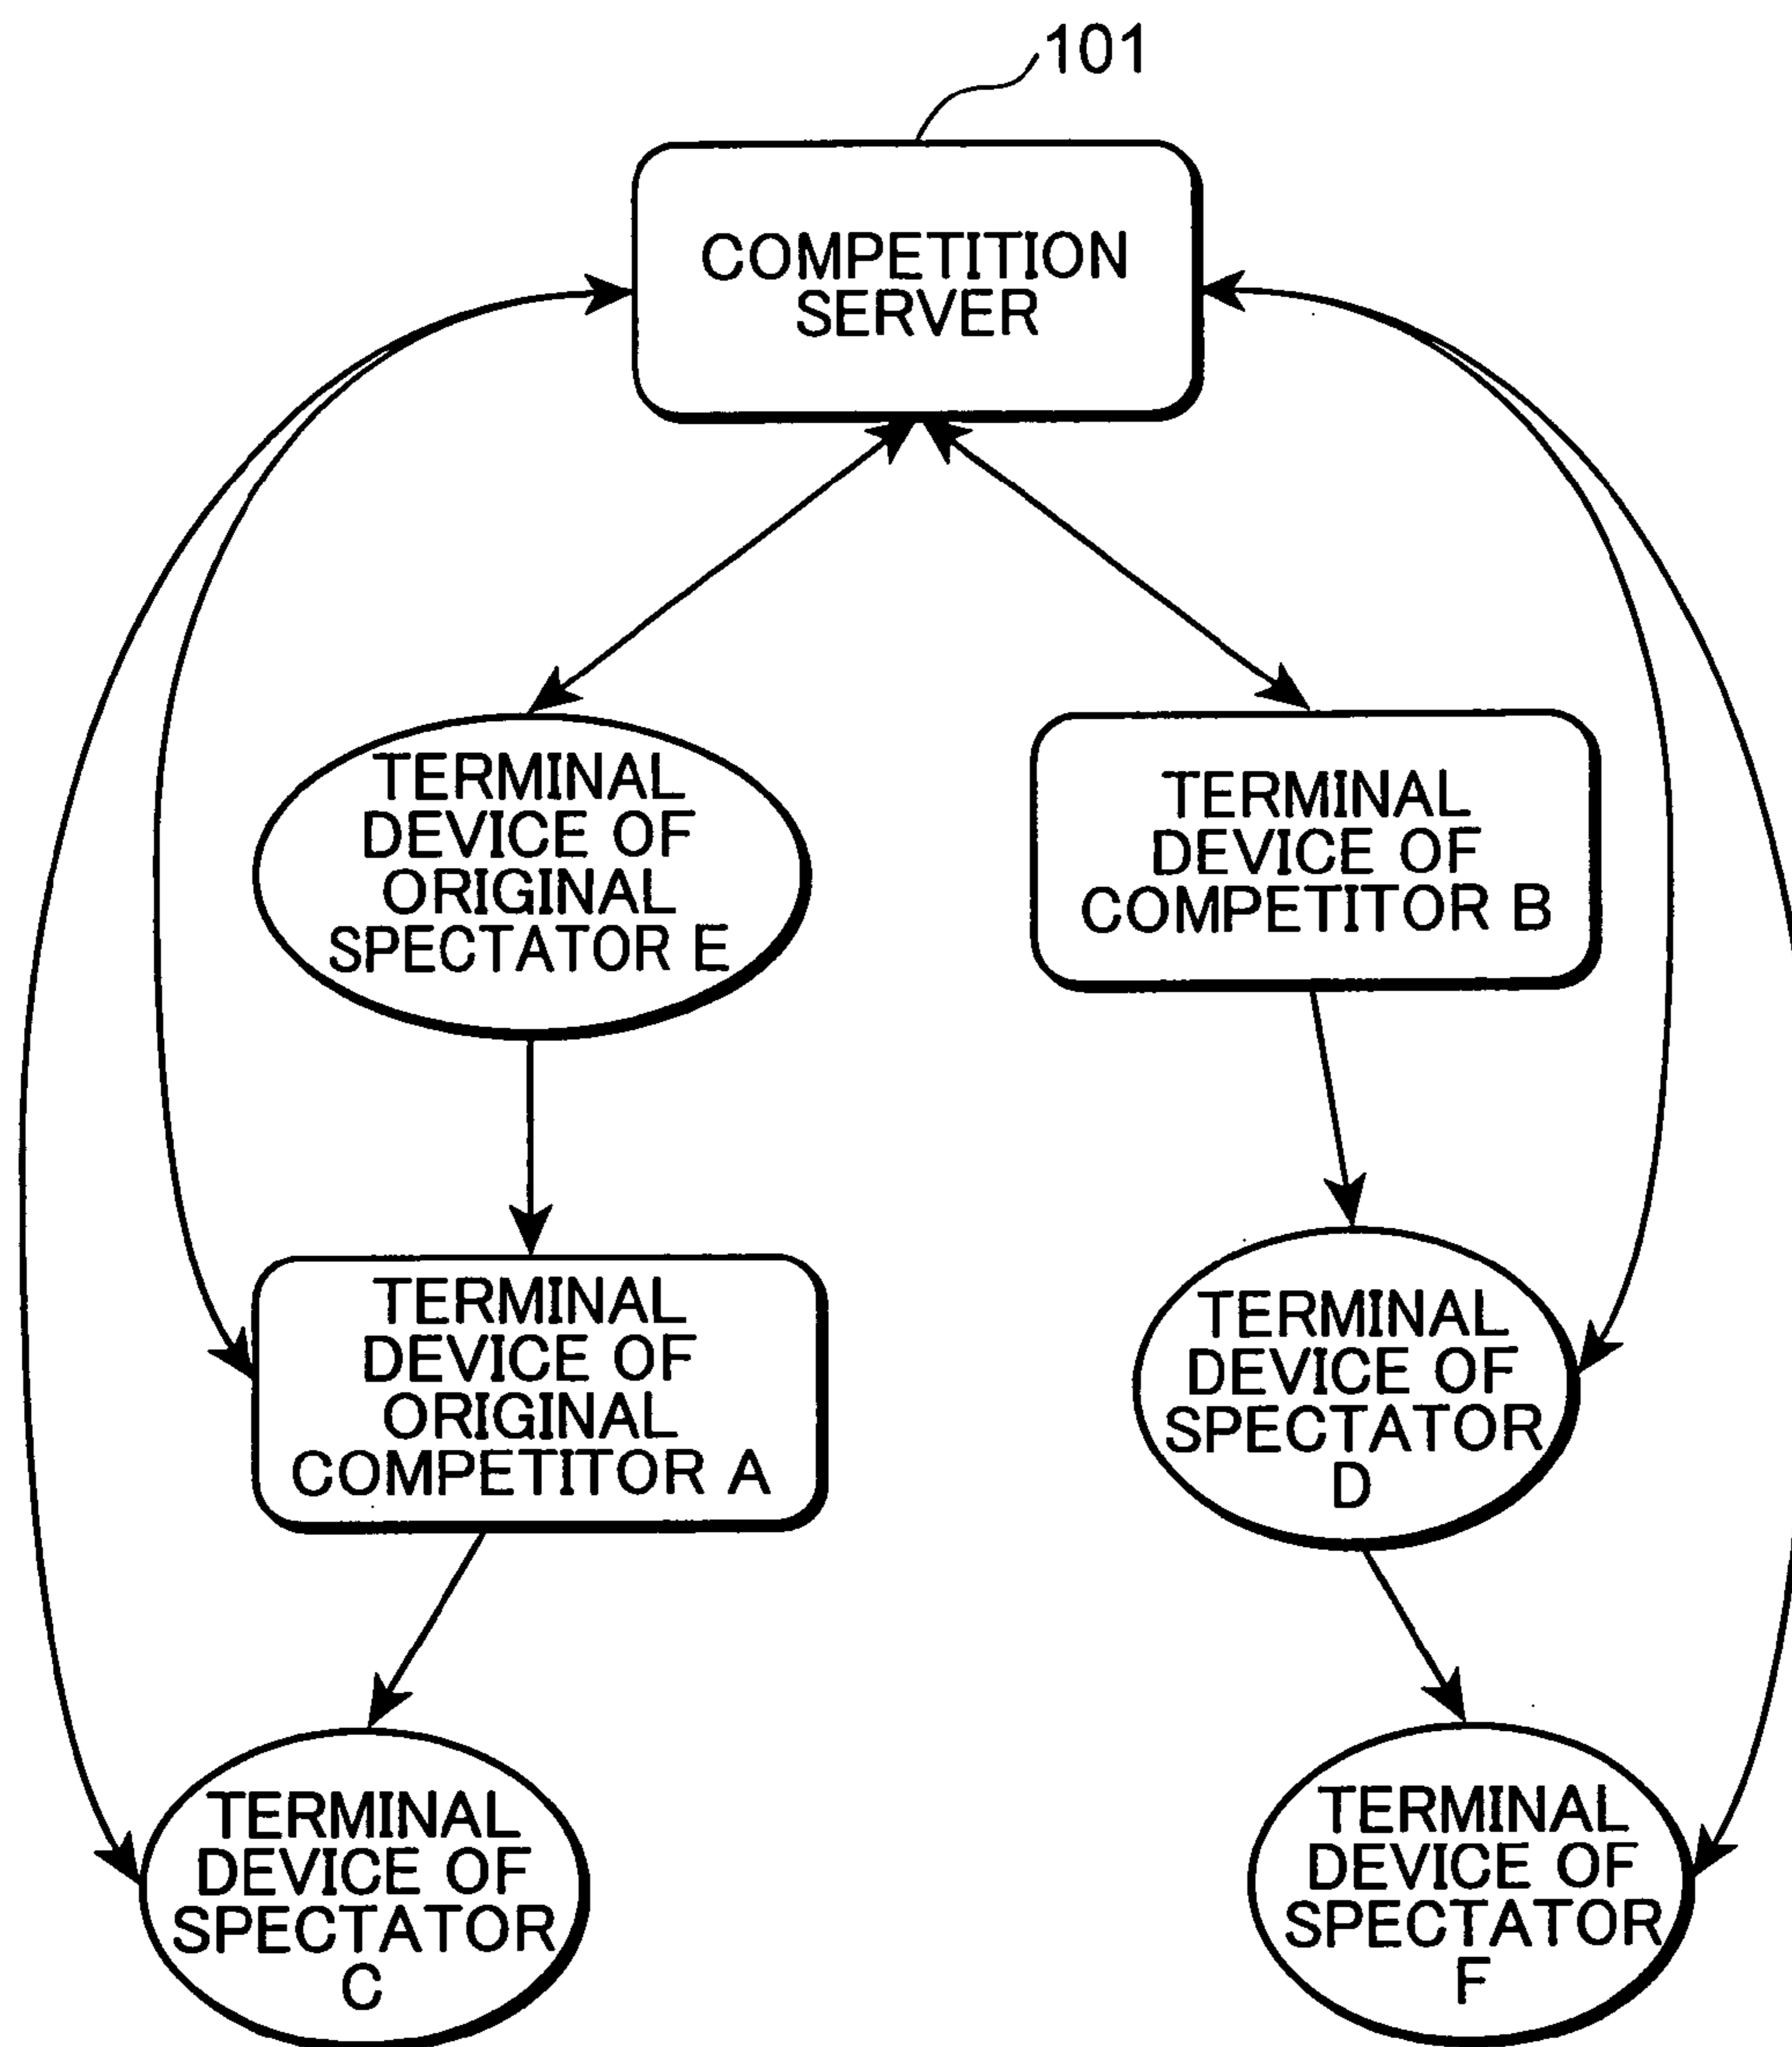 101
COMPETITION
SERVER
TERMINAL
DEVICE OF
ORIGINAL
SPECTATOR E
TERMINAL
DEVICE OF
COMPETITOR B
TERMINAL
DEVICE OF
ORIGINAL
COMPETITOR A
TERMINAL
DEVICE OF
SPECTATOR
D
TERMINAL
DEVICE OF
SPECTATOR
C
TERMINAL
DEVICE OF
SPECTATOR
F